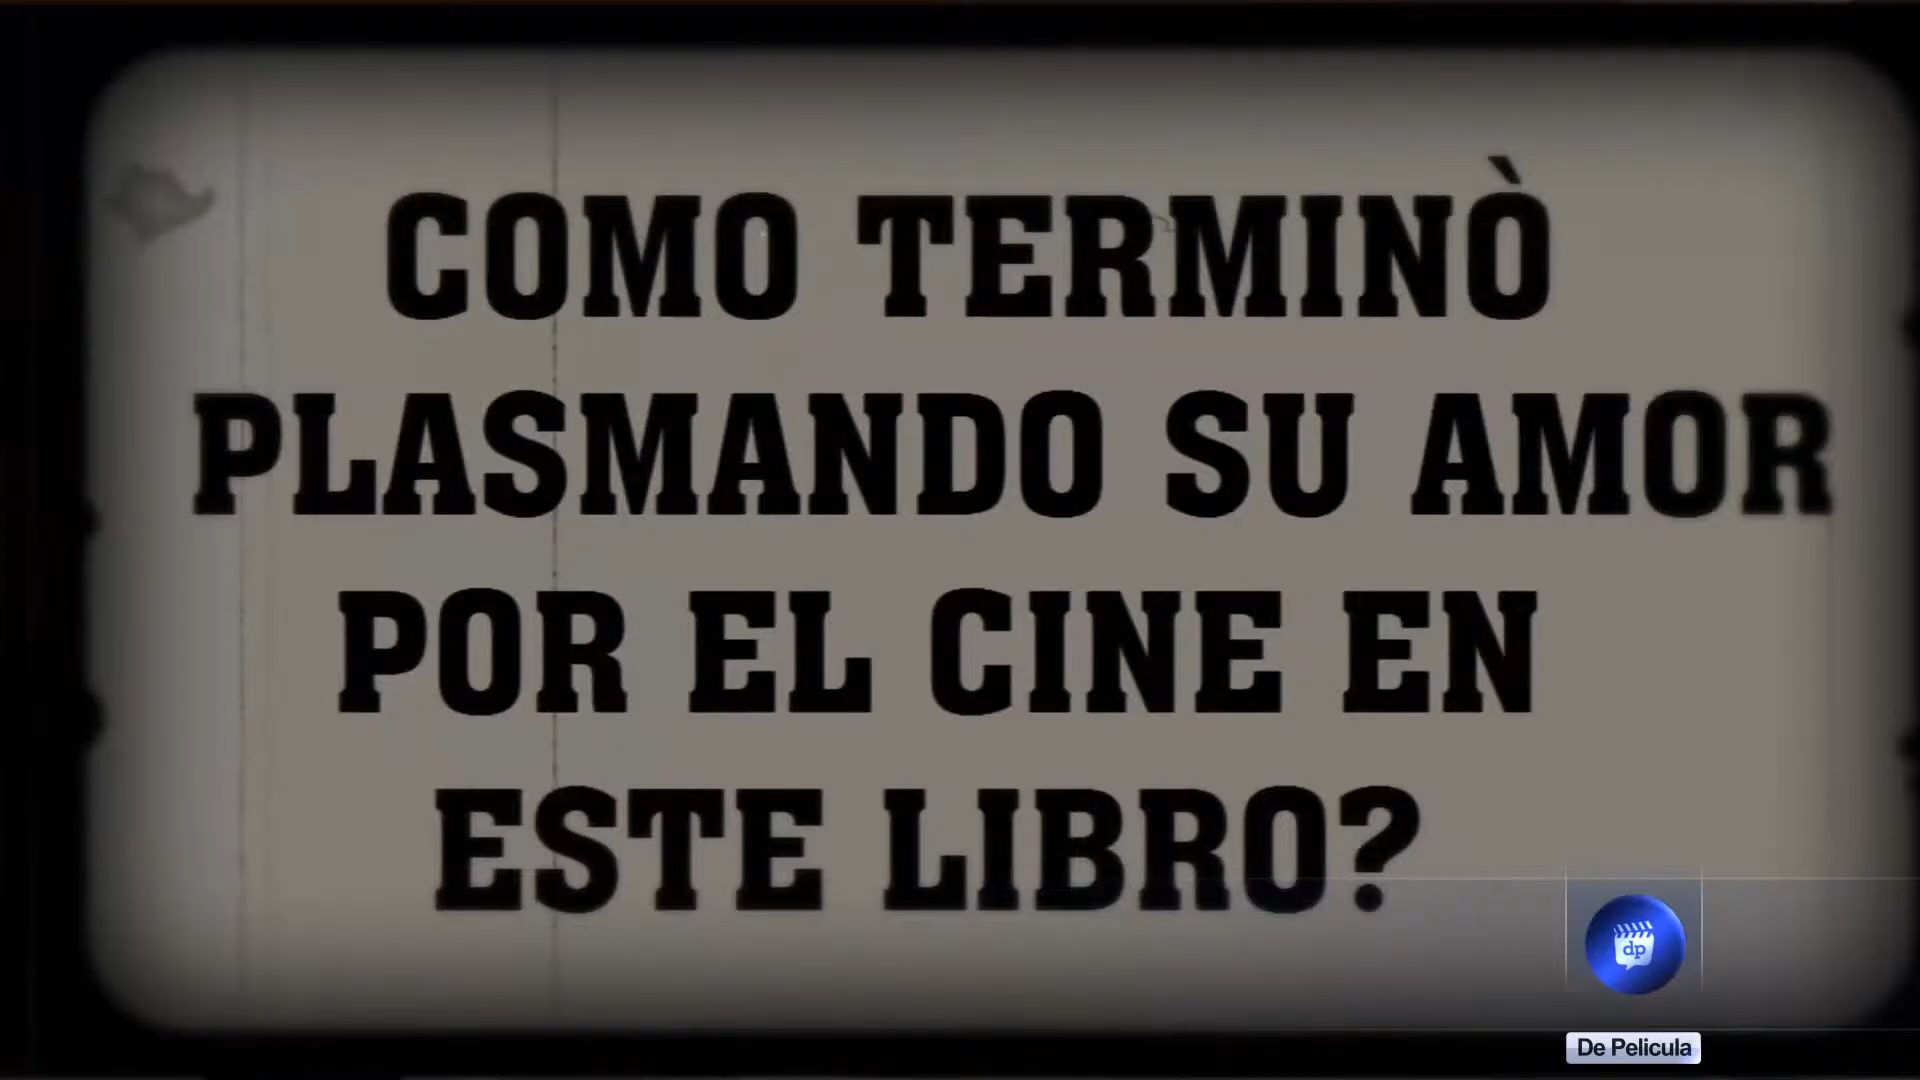 COMO TERMINÒ
PLASMANDO SU AMOR
POR EL CINE EN
ESTE LIBRO?
dp
De Pelicula